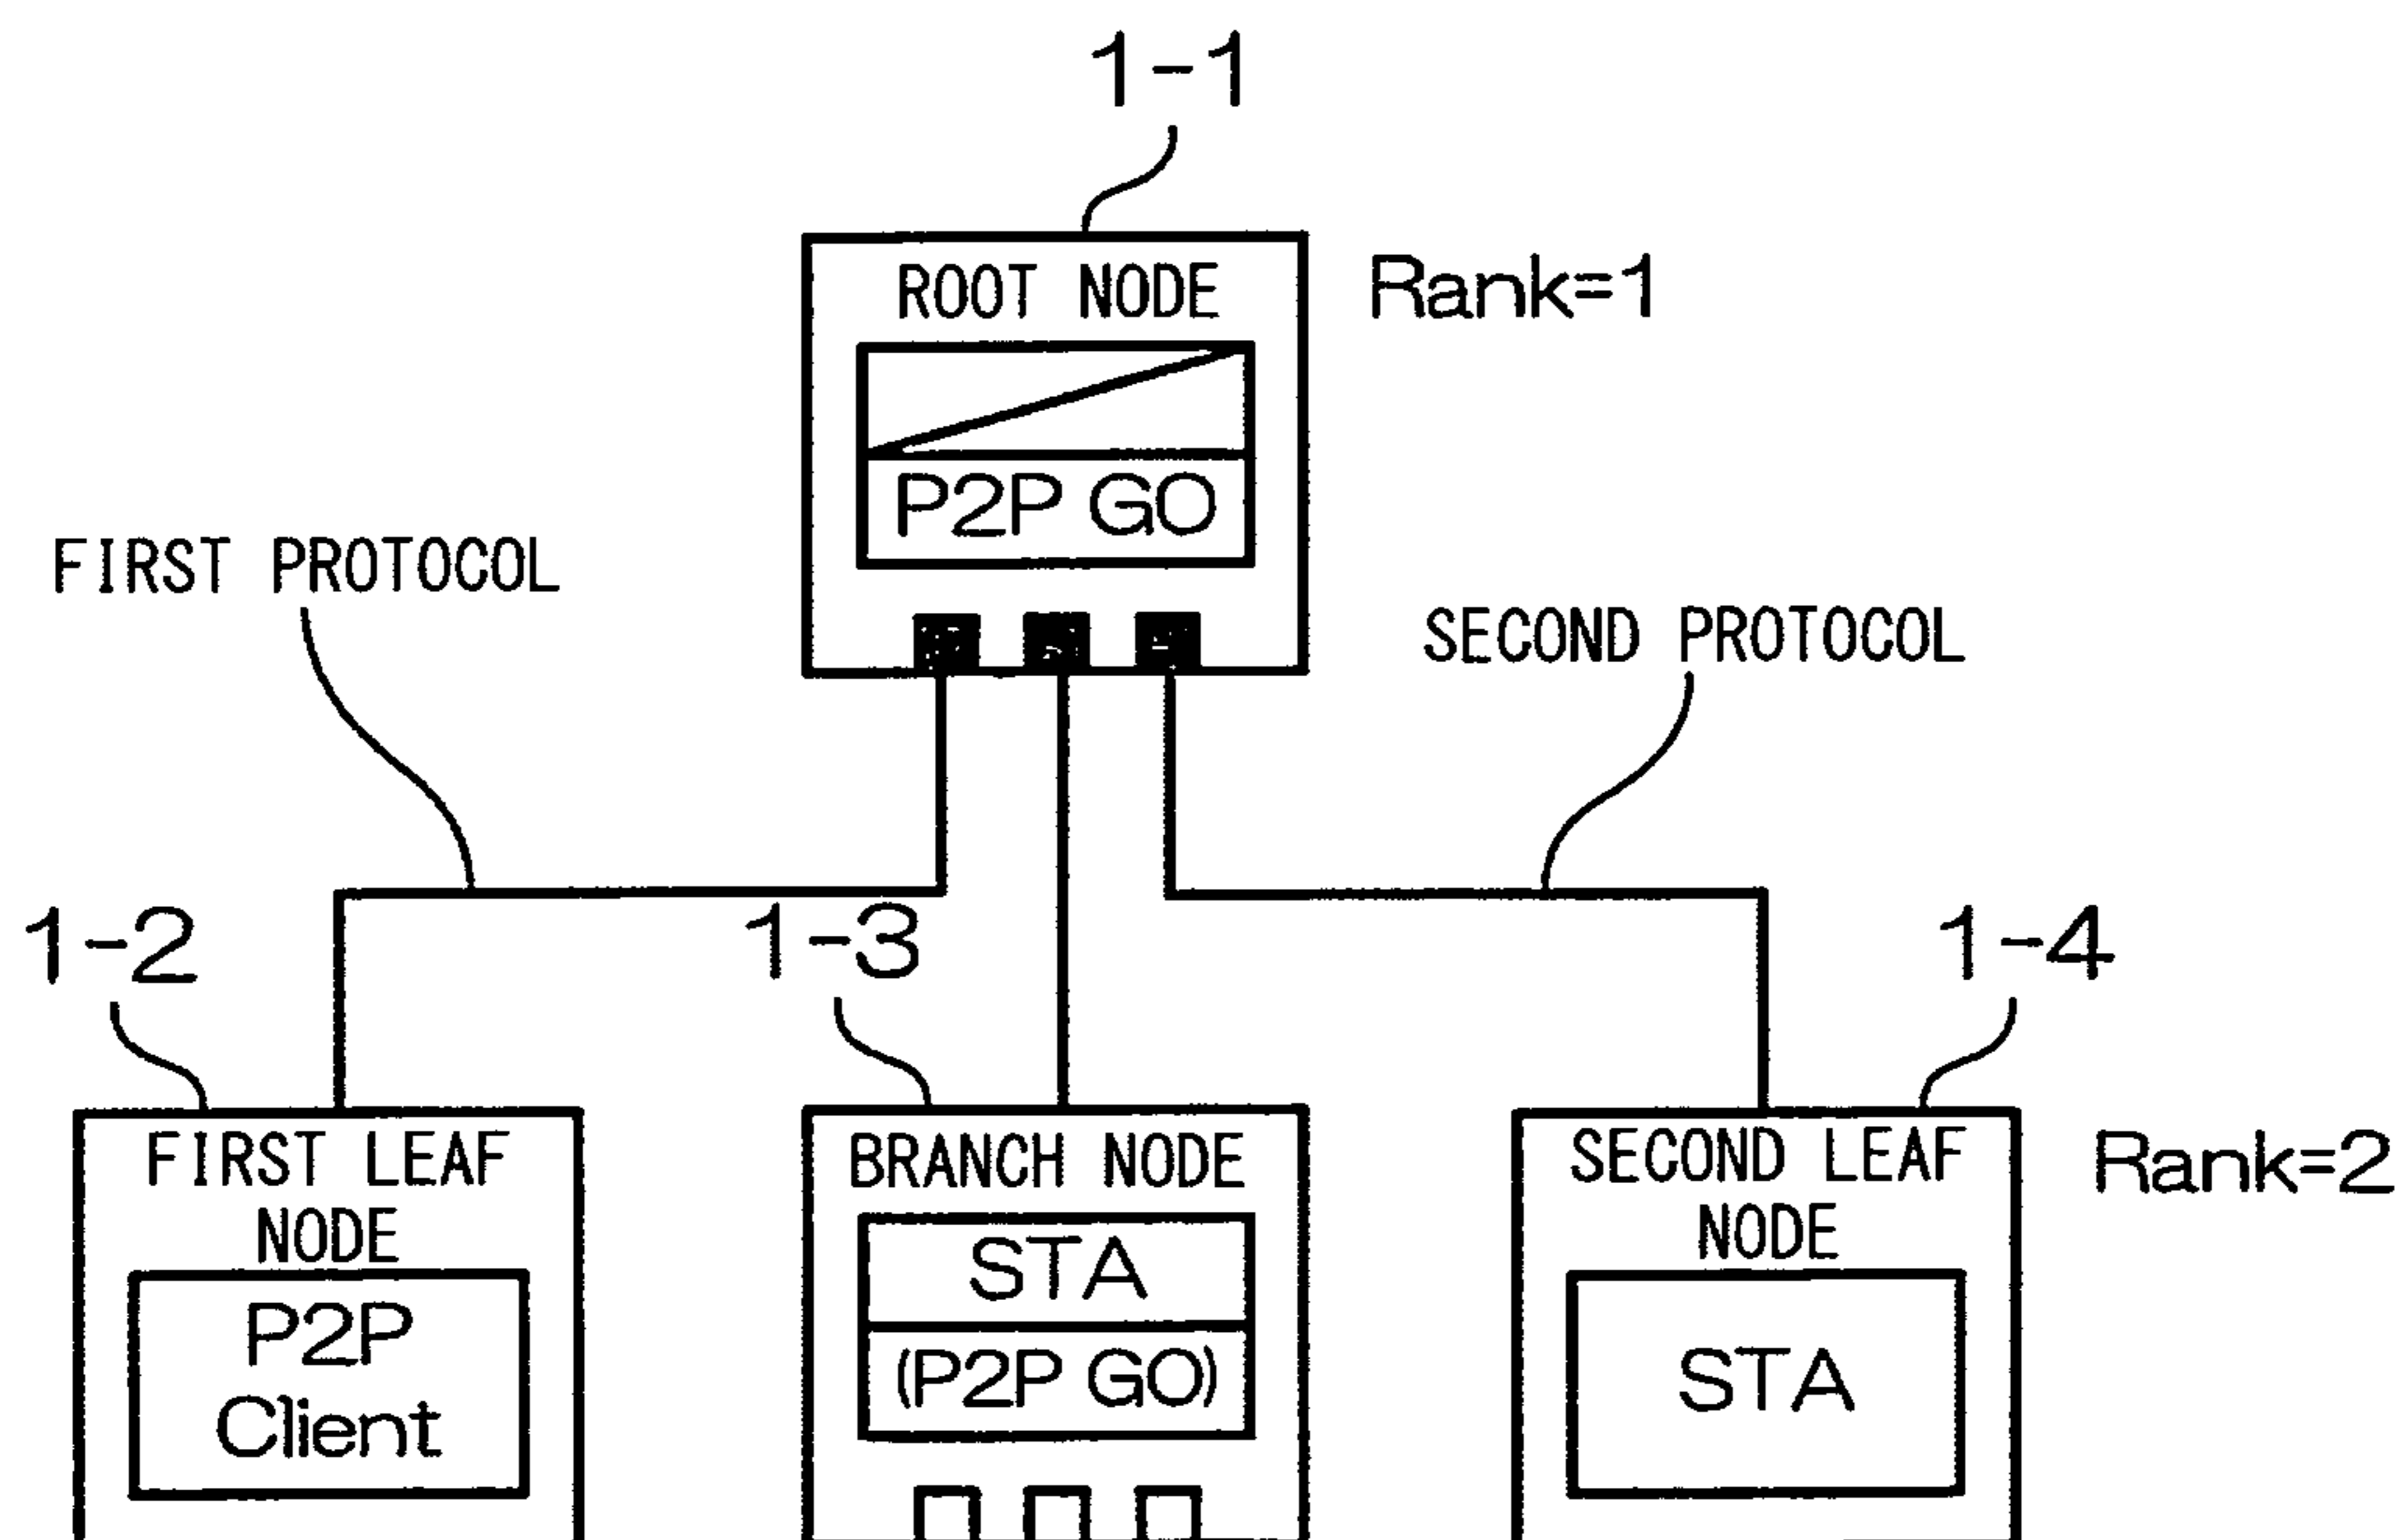 1-1
ROOT NODE
Rank=1
P2P GO
FIRST PROTOCOL
SECOND PROTOCOL
1-2
1-3
1-4
FIRST LEAF
NODE
P2P
Client
BRANCH NODE
STA
(P2P GO)
SECOND LEAF
NODE
STA
Rank=2